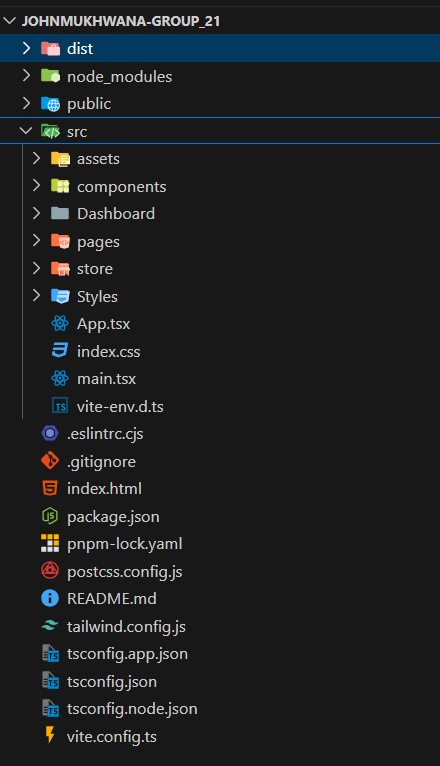 JOHNMUKHWANA-GROUP_21
dist
node_modules
public
src
assets
components
Dashboard
pages
store
Styles
App.tsx
index.css
main.tsx
TS vite-env.d.ts
.eslintrc.cjs
.gitignore
index.html
package.json
pnpm-lock.yaml
postcss.config.js
README.md
tailwind.config.js
TS tsconfig.app.json
TS tsconfig.json
TS tsconfig.node.json
vite.config.ts